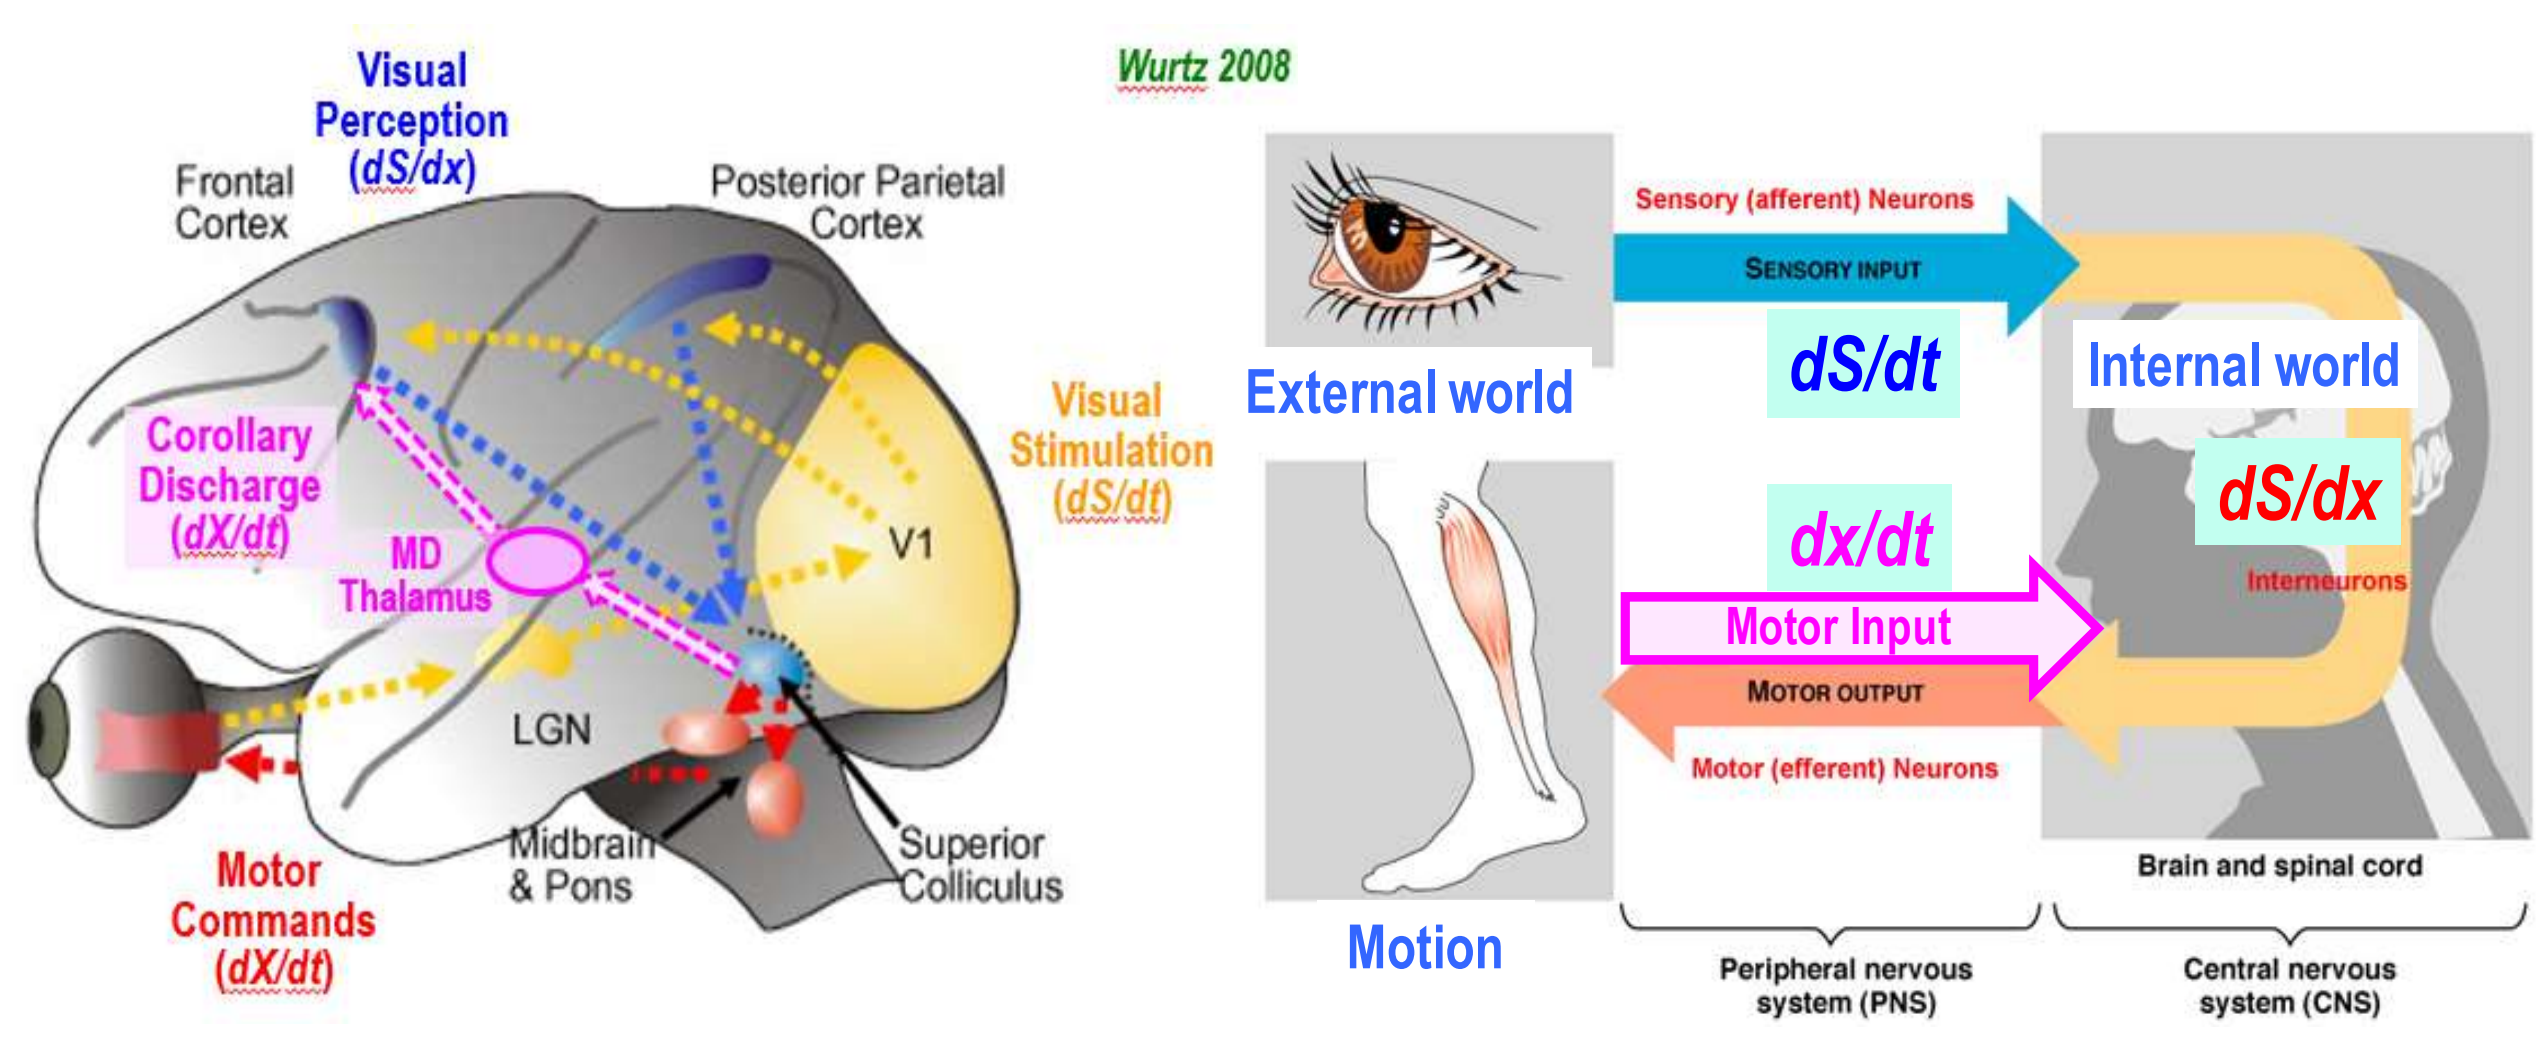 Visual
Perception
(dS/dx)
Wurtz 2008
Frontal
Cortex
Posterior Parietal
Cortex
Corollary
Discharge
(dX/dt)
MD
Thalamus
Visual
Stimulation
(dS/dt)
V1
LGN
Midbrain
& Pons
Superior
Colliculus
Motor
Commands
(dX/dt)
Sensory (afferent) Neurons
SENSORY INPUT
dS/dt
External world
Internal world
dS/dx
dx/dt
Interneurons
Motor Input
MOTOR OUTPUT
Motor (efferent) Neurons
Motion
Brain and spinal cord
Peripheral nervous
system (PNS)
Central nervous
system (CNS)